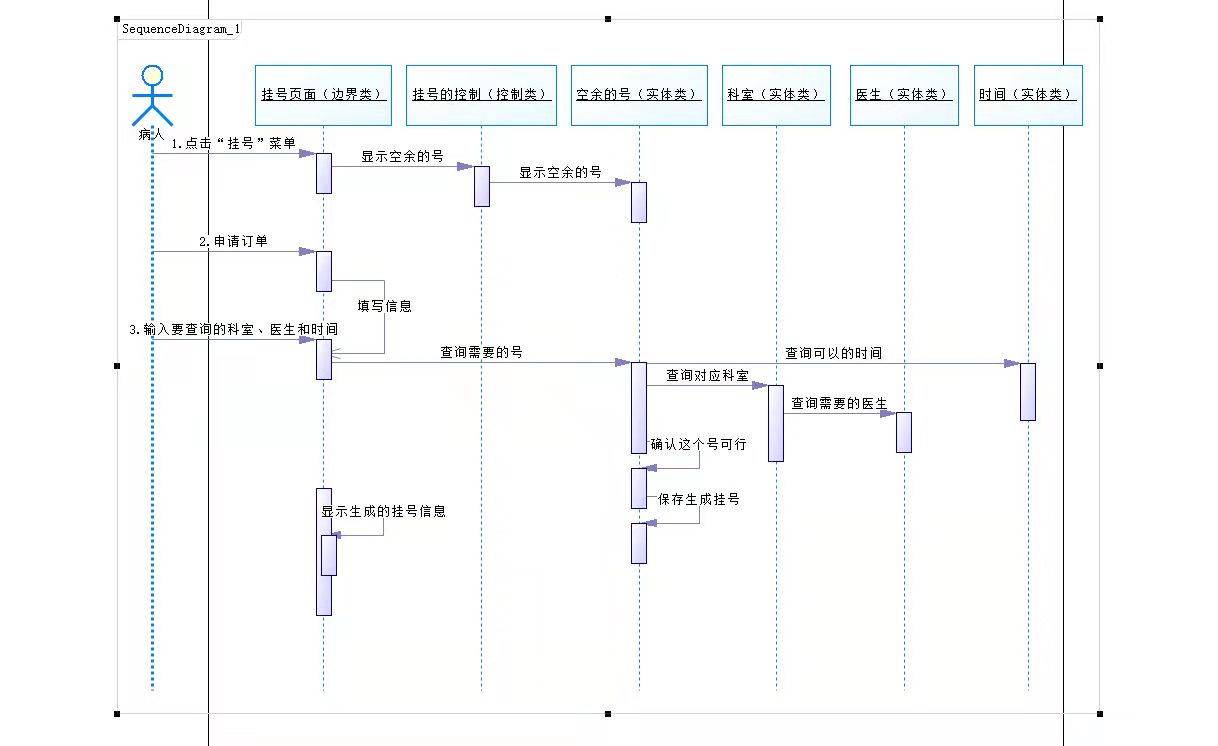 SequenceDiagram_1
病人
挂号页面（边界类）
挂号的控制（控制类）
空余的号（实体类）
科室（实体类）
医生（实体类）
时间（实体类）
1.点击“挂号”菜单
显示空余的号
显示空余的号
2.申请订单
填写信息
3.输入要查询的科室、医生和时间
查询需要的号
查询可以的时间
查询对应科室
查询需要的医生
确认这个号可行
保存生成挂号
显示生成的挂号信息